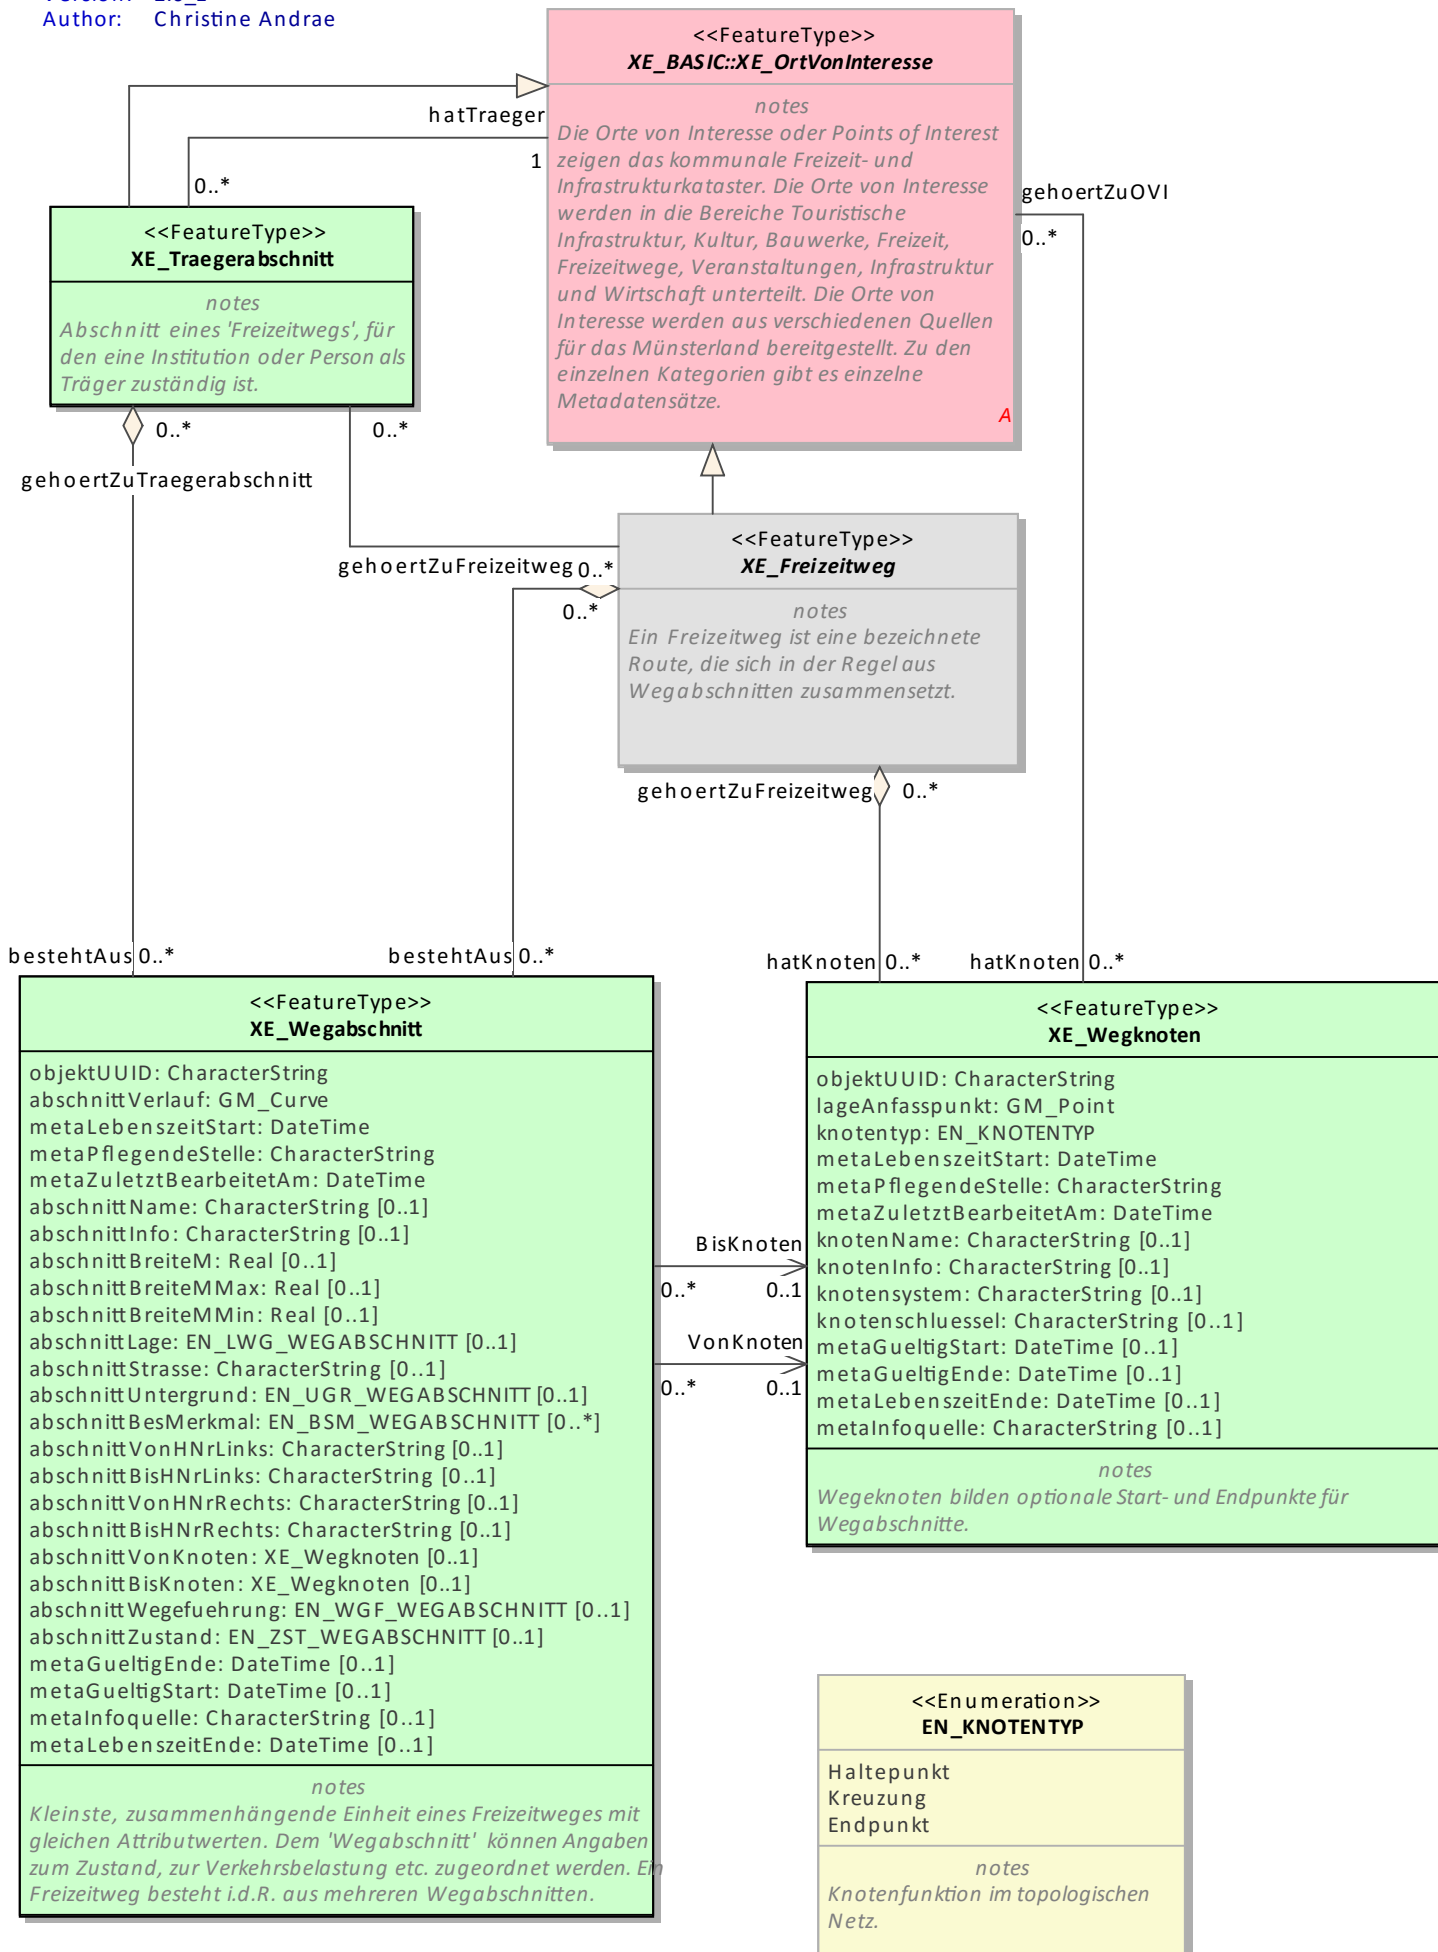 Author: Christine Andrae
<<FeatureType>>
XE_BASIC::XE_OrtVonInteresse
notes
Die Orte von Interesse oder Points of Interest
zeigen das kommunale Freizeit- und
Infrastrukturkataster. Die Orte von Interesse
werden in die Bereiche Touristische
Infrastruktur, Kultur, Bauwerke, Freizeit,
Freizeitwege, Veranstaltungen, Infrastruktur
und Wirtschaft unterteilt. Die Orte von
Interesse werden aus verschiedenen Quellen
für das Münsterland bereitgestellt. Zu den
einzelnen Kategorien gibt es einzelne
Metadatensätze.
A
hatTraeger
1
0..*
gehoertZuOVI
0..*
<<FeatureType>>
XE_Traegerabschnitt
notes
Abschnitt eines 'Freizeitwegs', für
den eine Institution oder Person als
Träger zuständig ist.
0..*
0..*
gehoertZuTraegerabschnitt
gehoertZuFreizeitweg 0..*
0..*
<<FeatureType>>
XE_Freizeitweg
notes
Ein Freizeitweg ist eine bezeichnete
Route, die sich in der Regel aus
Wegabschnitten zusammensetzt.
gehoertZuFreizeitweg 0..*
bestehtAus 0..*
bestehtAus 0..*
hatKnoten 0..*
hatKnoten 0..*
<<FeatureType>>
XE_Wegabschnitt
objektUUID: CharacterString
abschnittVerlauf: GM_Curve
metaLebenszeitStart: DateTime
metaPflegendeStelle: CharacterString
metaZuletztBearbeitetAm: DateTime
abschnittName: CharacterString [0..1]
abschnittInfo: CharacterString [0..1]
abschnittBreiteM: Real [0..1]
abschnittBreiteMMax: Real [0..1]
abschnittBreiteMMin: Real [0..1]
abschnittLage: EN_LWG_WEGABSCHNITT [0..1]
abschnittStrasse: CharacterString [0..1]
abschnittUntergrund: EN_UGR_WEGABSCHNITT [0..1]
abschnittBesMerkmal: EN_BSM_WEGABSCHNITT [0..*]
abschnittVonHNrLinks: CharacterString [0..1]
abschnittBisHNrLinks: CharacterString [0..1]
abschnittVonHNrRechts: CharacterString [0..1]
abschnittBisHNrRechts: CharacterString [0..1]
abschnittVonKnoten: XE_Wegknoten [0..1]
abschnittBisKnoten: XE_Wegknoten [0..1]
abschnittWegefuehrung: EN_WGF_WEGABSCHNITT [0..1]
abschnittZustand: EN_ZST_WEGABSCHNITT [0..1]
metaGueltigEnde: DateTime [0..1]
metaGueltigStart: DateTime [0..1]
metaInfoquelle: CharacterString [0..1]
metaLebenszeitEnde: DateTime [0..1]
notes
Kleinste, zusammenhängende Einheit eines Freizeitweges mit
gleichen Attributwerten. Dem 'Wegabschnitt' können Angaben
zum Zustand, zur Verkehrsbelastung etc. zugeordnet werden. Ein
Freizeitweg besteht i.d.R. aus mehreren Wegabschnitten.
BisKnoten
0..* 0..1
VonKnoten
0..* 0..1
<<FeatureType>>
XE_Wegknoten
objektUUID: CharacterString
lageAnfasspunkt: GM_Point
knotentyp: EN_KNOTENTYP
metaLebenszeitStart: DateTime
metaPflegendeStelle: CharacterString
metaZuletztBearbeitetAm: DateTime
knotenName: CharacterString [0..1]
knotenInfo: CharacterString [0..1]
knotensystem: CharacterString [0..1]
knotenschluessel: CharacterString [0..1]
metaGueltigStart: DateTime [0..1]
metaGueltigEnde: DateTime [0..1]
metaLebenszeitEnde: DateTime [0..1]
metaInfoquelle: CharacterString [0..1]
notes
Wegeknoten bilden optionale Start- und Endpunkte für
Wegabschnitte.
<<Enumeration>>
EN_KNOTENTYP
Haltepunkt
Kreuzung
Endpunkt
notes
Knotenfunktion im topologischen
Netz.